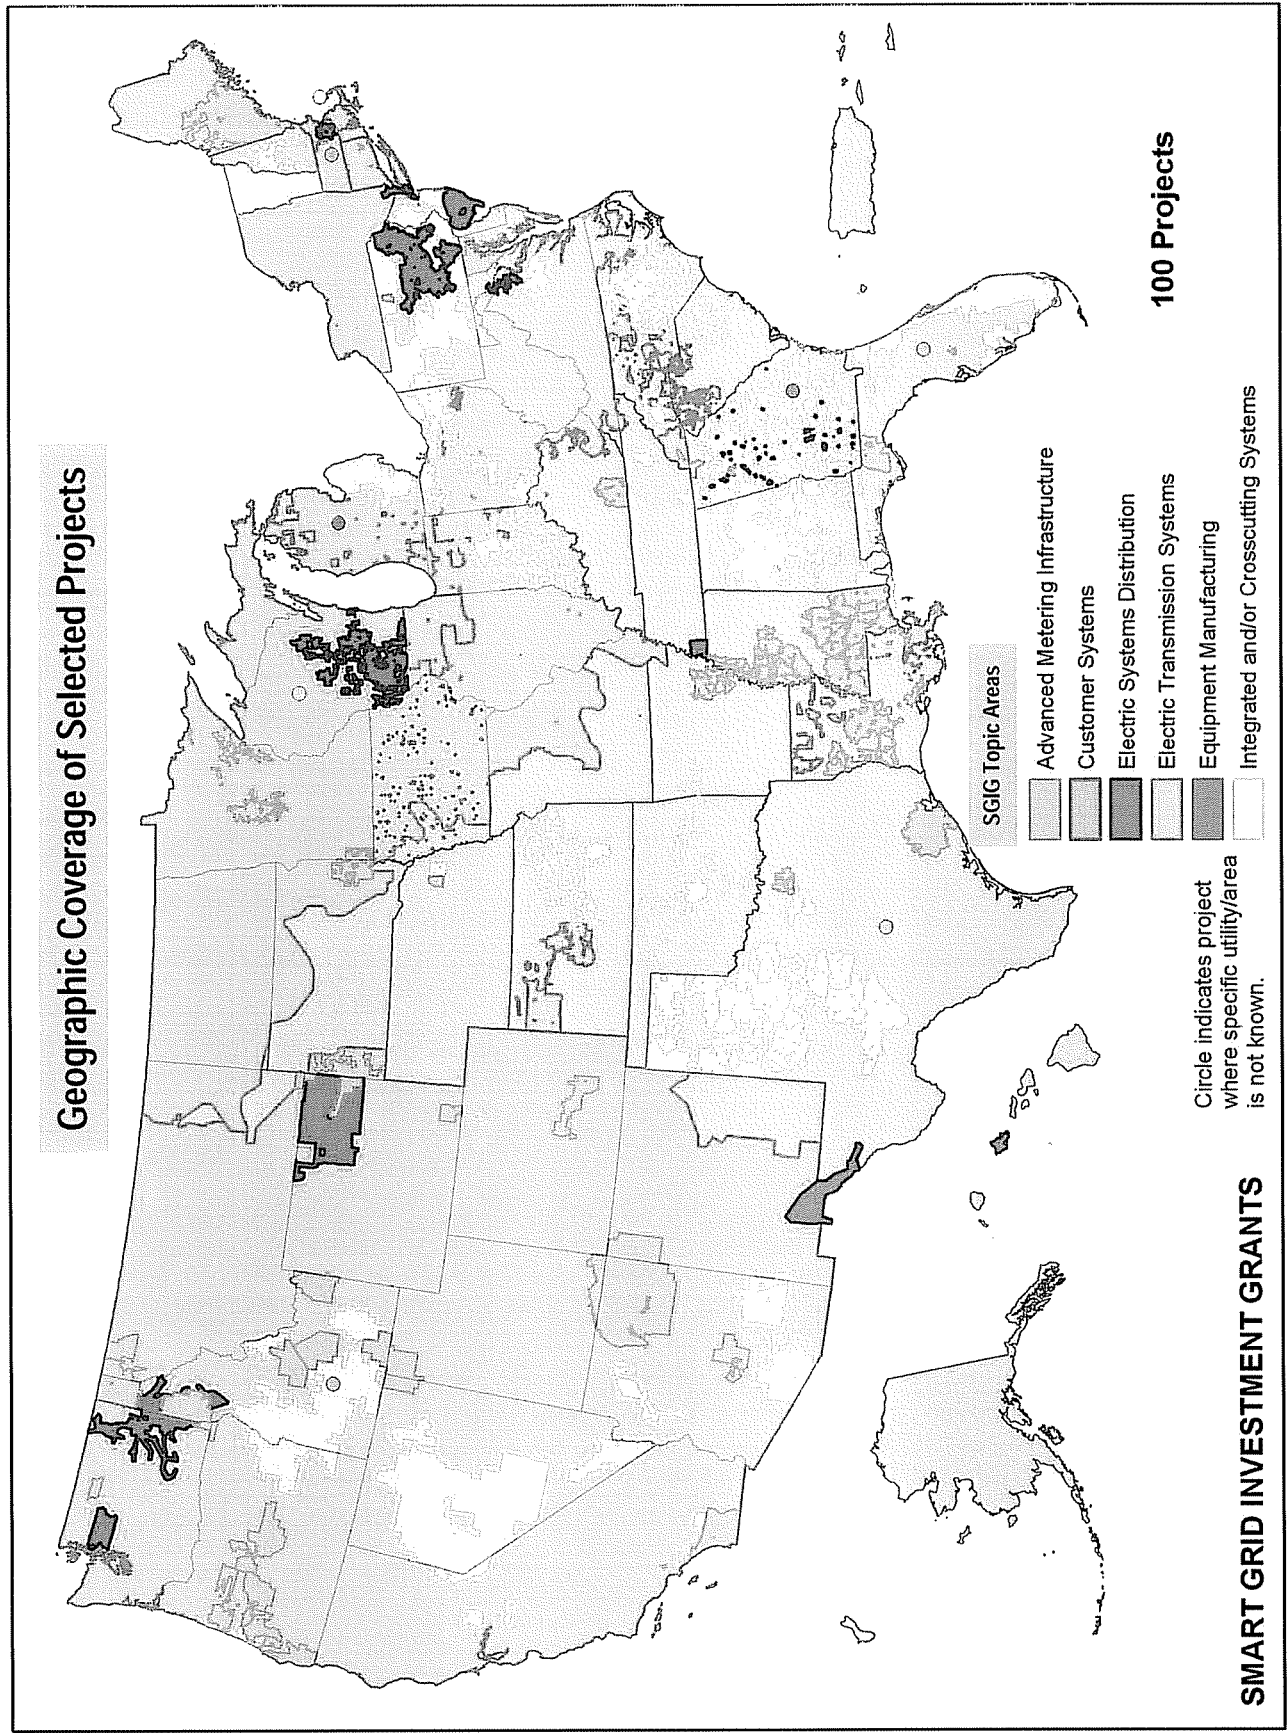 Geographic Coverage of Selected Projects
SGIG Topic Areas
Advanced Metering Infrastructure
Customer Systems
Electric Systems Distribution
Electric Transmission Systems
Equipment Manufacturing
Integrated and/or Crosscutting Systems
Circle indicates project
where specific utility/area
is not known.
100 Projects
SMART GRID INVESTMENT GRANTS